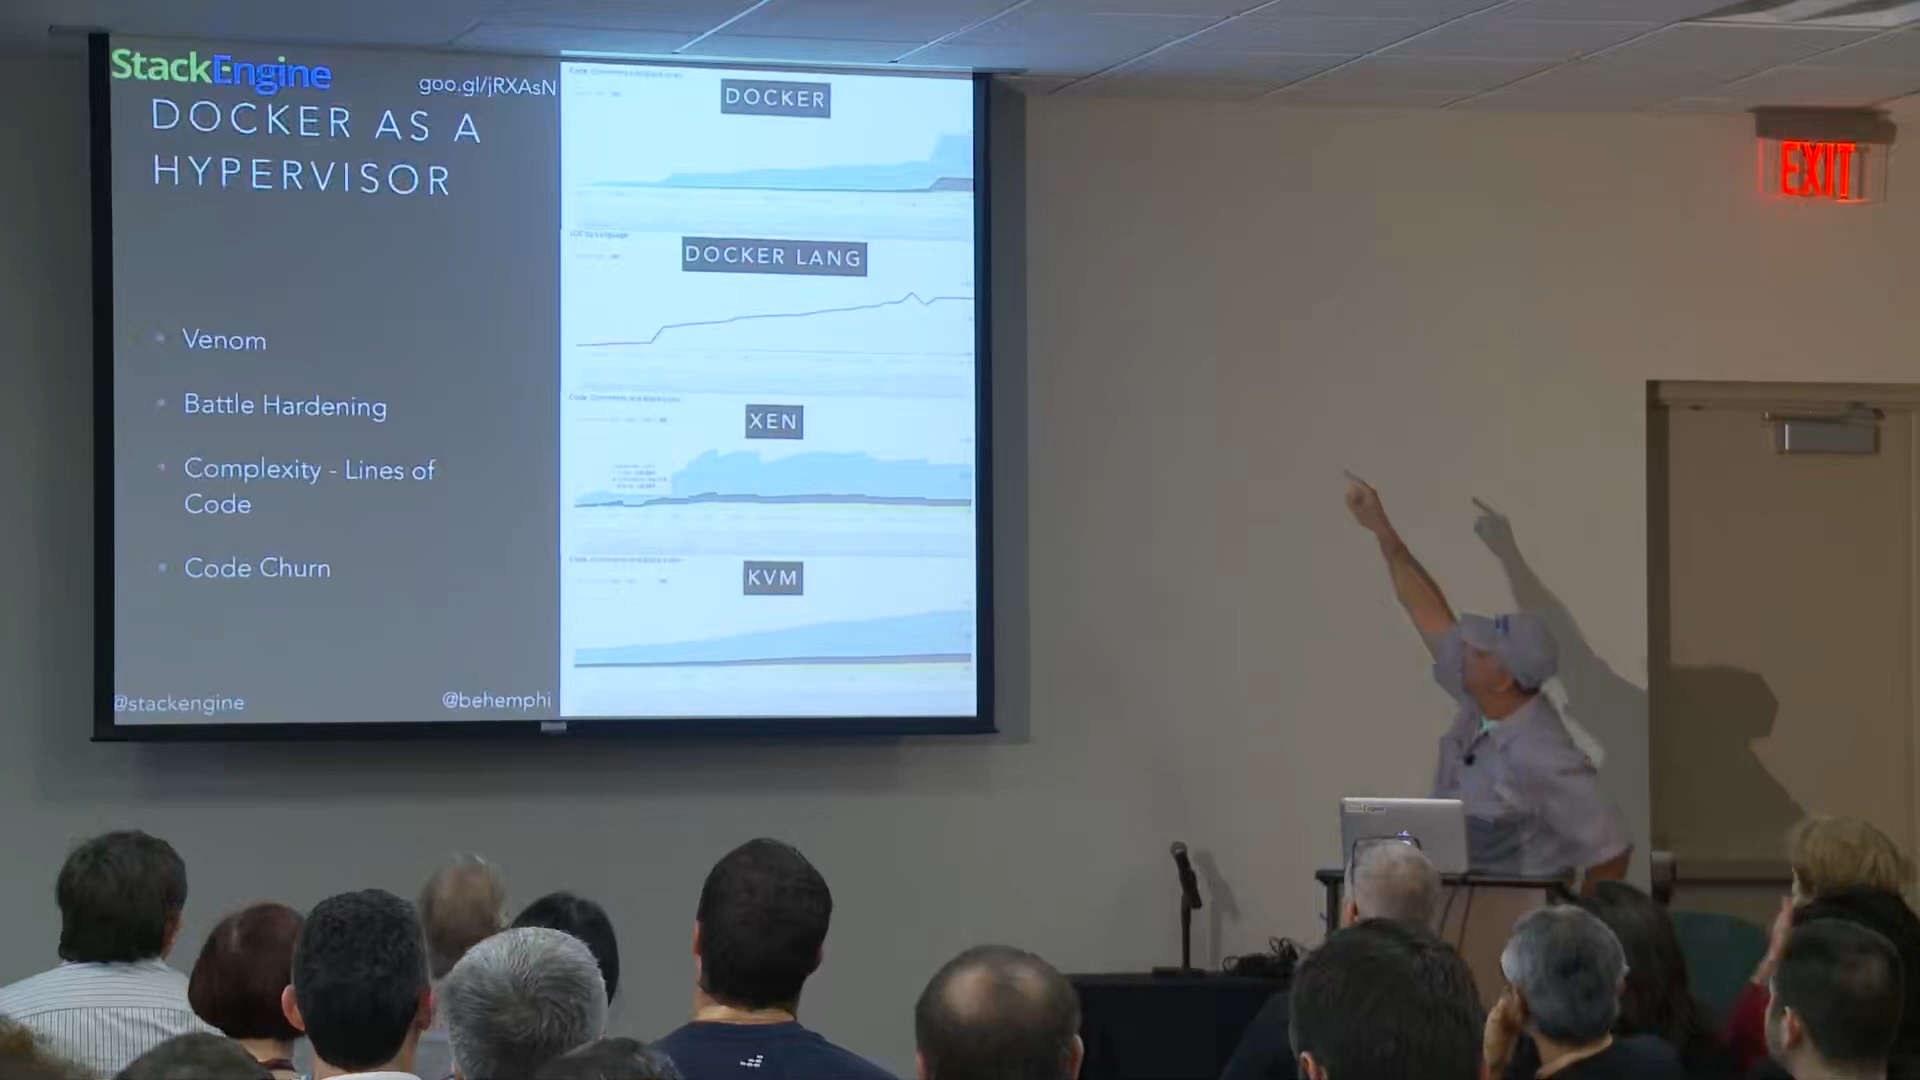 StackEngine
goo.gl/jRXAsN
DOCKER AS A
HYPERVISOR
Venom
Battle Hardening
Complexity - Lines of
Code
Code Churn
@stackengine
@behemphi
DOCKER
DOCKER LANG
XEN
KVM
EXIT